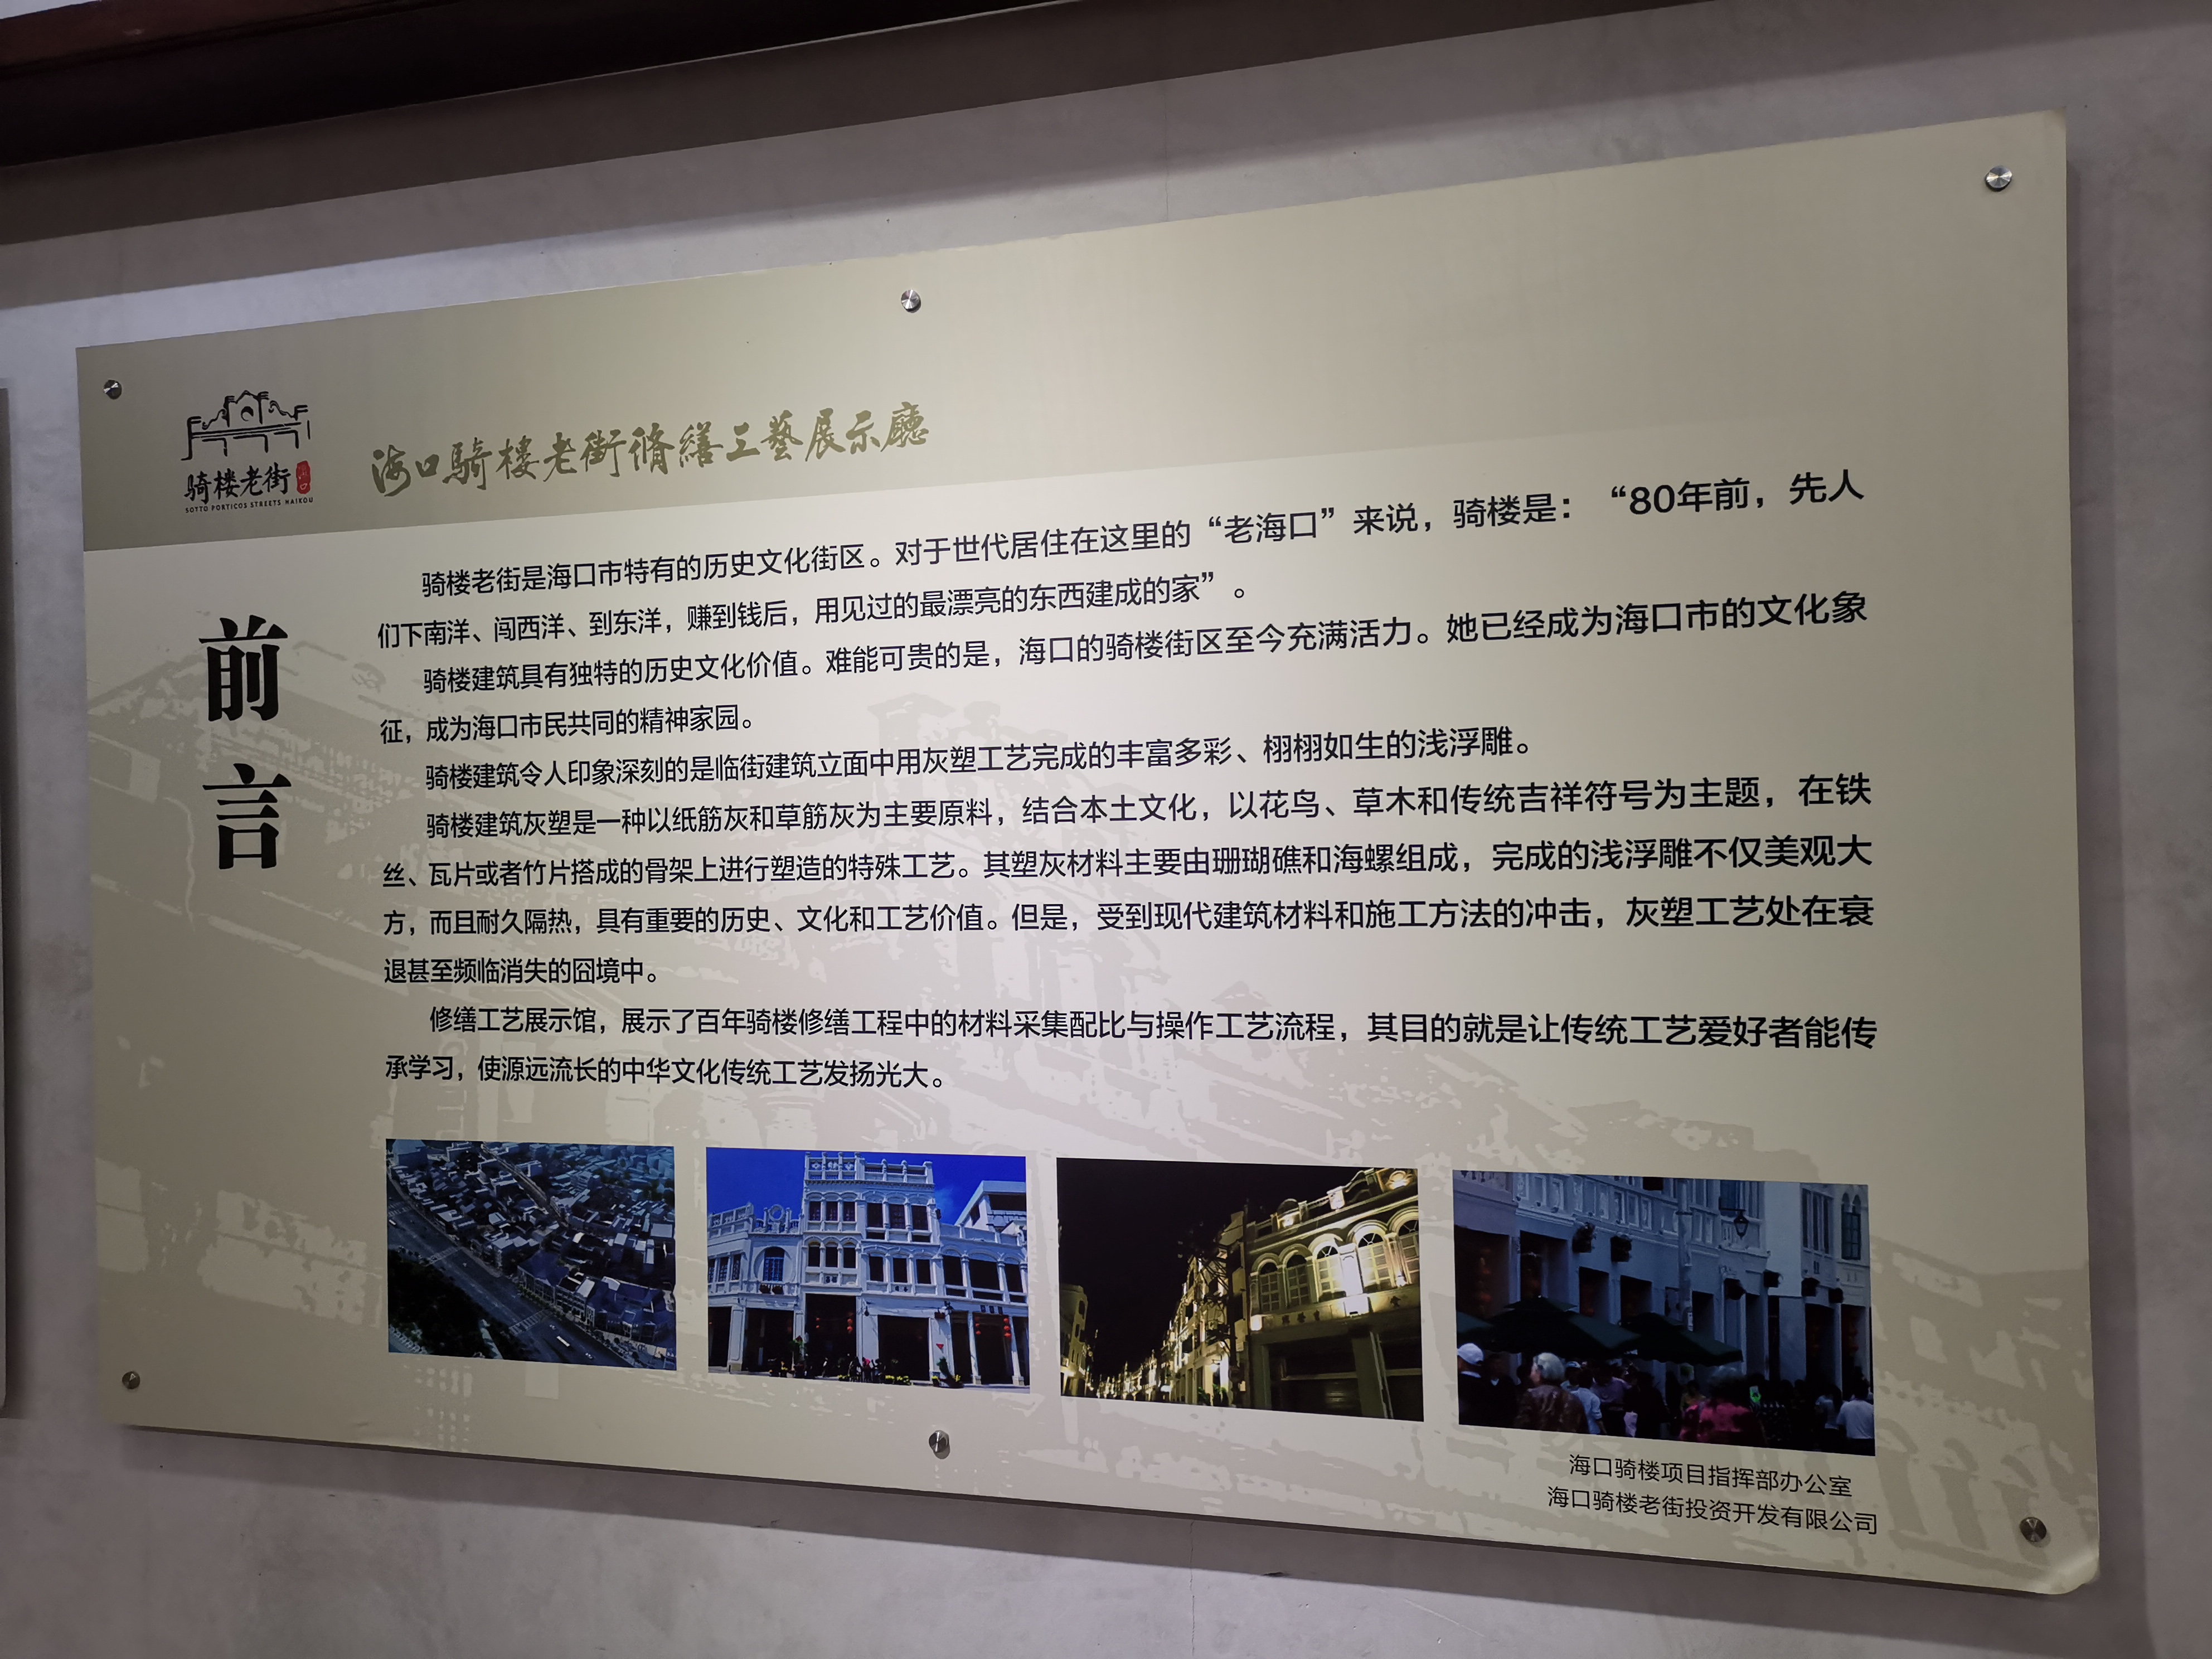 骑楼老街
海口
SOTTO PORTICOS STREETS HAIKOU
海口騎樓老街脩繕工藝展示廳
前言
骑楼老街是海口市特有的历史文化街区。对于世代居住在这里的“老海口”来说，骑楼是：“80年前，先人
们下南洋、闯西洋、到东洋，赚到钱后，用见过的最漂亮的东西建成的家”。
骑楼建筑具有独特的历史文化价值。难能可贵的是，海口的骑楼街区至今充满活力。她已经成为海口市的文化象
征，成为海口市民共同的精神家园。
骑楼建筑令人印象深刻的是临街建筑立面中用灰塑工艺完成的丰富多彩、栩栩如生的浅浮雕。
骑楼建筑灰塑是一种以纸筋灰和草筋灰为主要原料，结合本土文化，以花鸟、草木和传统吉祥符号为主题，在铁
丝、瓦片或者竹片搭成的骨架上进行塑造的特殊工艺。其塑灰材料主要由珊瑚礁和海螺组成，完成的浅浮雕不仅美观大
方，而且耐久隔热，具有重要的历史、文化和工艺价值。但是，受到现代建筑材料和施工方法的冲击，灰塑工艺处在衰
退甚至频临消失的囧境中。
修缮工艺展示馆，展示了百年骑楼修缮工程中的材料采集配比与操作工艺流程，其目的就是让传统工艺爱好者能传
承学习，使源远流长的中华文化传统工艺发扬光大。
海口骑楼项目指挥部办公室
海口骑楼老街投资开发有限公司